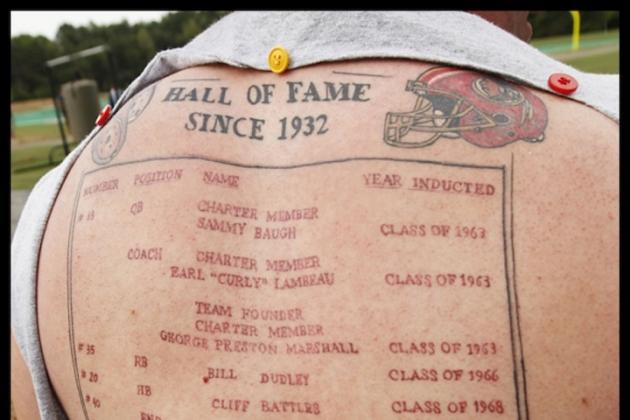 HALL OF FAME
SINCE 1932
NUMBER POSITION NAME YEAR INDUCTED
# 33 QB CHARTER MEMBER
SAMMY BAUGH CLASS OF 1963
COACH CHARTER MEMBER
EARL "CURLY" LAMBEAU CLASS OF 1963
TEAM FOUNDER
CHARTER MEMBER
GEORGE PRESTON MARSHALL CLASS OF 1963
# 35 RB BILL DUDLEY CLASS OF 1966
# 20 HB CLIFF BATTLES CLASS OF 1968
# 40